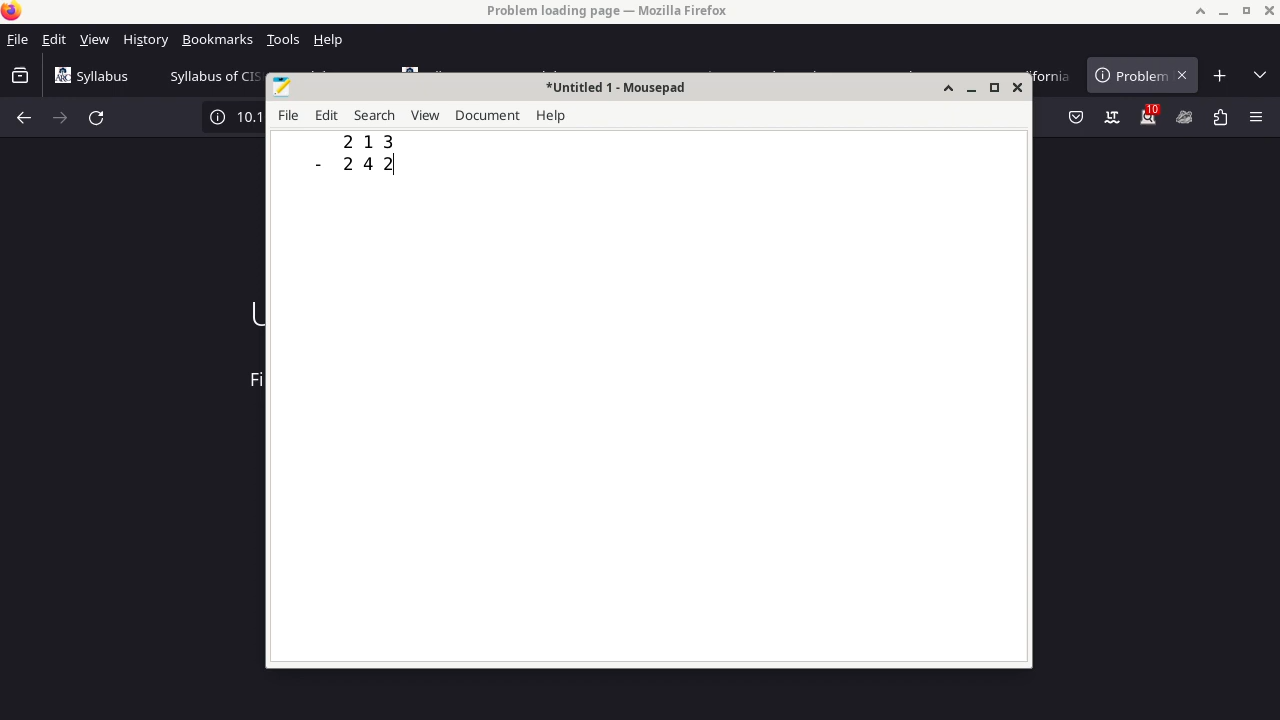 Problem loading page — Mozilla Firefox
File Edit View History Bookmarks Tools Help
Syllabus Syllabus of CIS Problem
10.1 10
*Untitled 1 - Mousepad
File Edit Search View Document Help
2 1 3
- 2 4 2
U
Fi